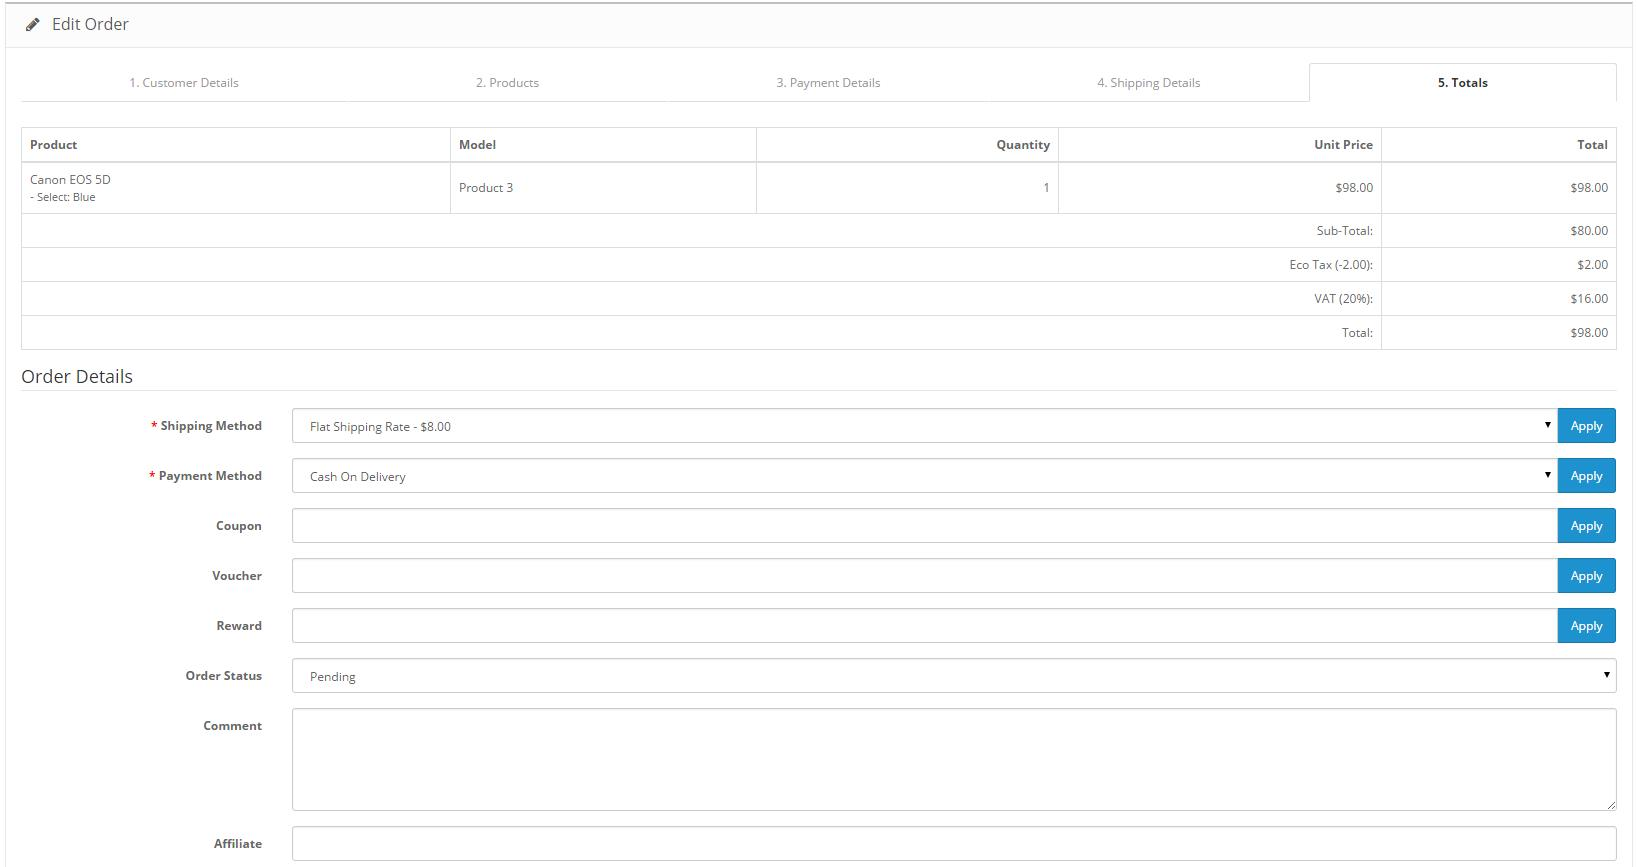 Edit Order
1. Customer Details 2. Products 3. Payment Details 4. Shipping Details 5. Totals
Product Model Quantity Unit Price Total
Canon EOS 5D
- Select: Blue
Product 3 1 $98.00 $98.00
Sub-Total: $80.00
Eco Tax (-2.00): $2.00
VAT (20%): $16.00
Total: $98.00
Order Details
* Shipping Method Flat Shipping Rate - $8.00 Apply
* Payment Method Cash On Delivery Apply
Coupon Apply
Voucher Apply
Reward Apply
Order Status Pending
Comment
Affiliate